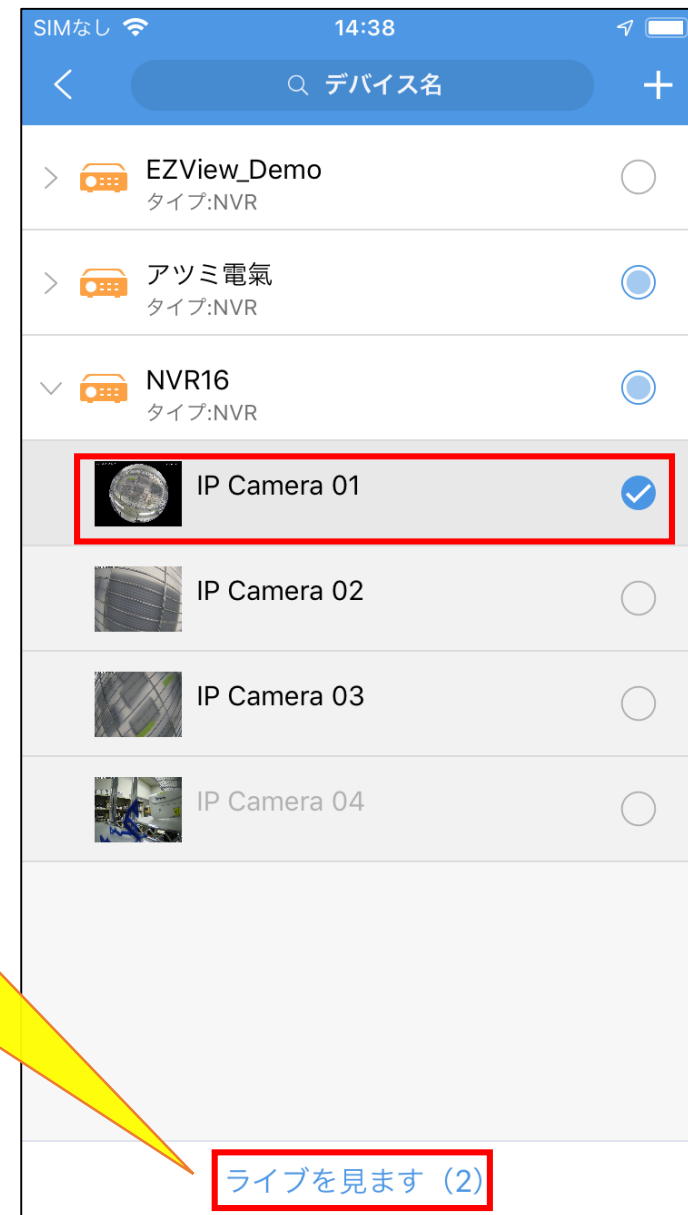 SIMなし 14:38
デバイス名
EZView_Demo
タイプ:NVR
アツミ電氣
タイプ:NVR
NVR16
タイプ:NVR
IP Camera 01
IP Camera 02
IP Camera 03
IP Camera 04
ライブを見ます（2）